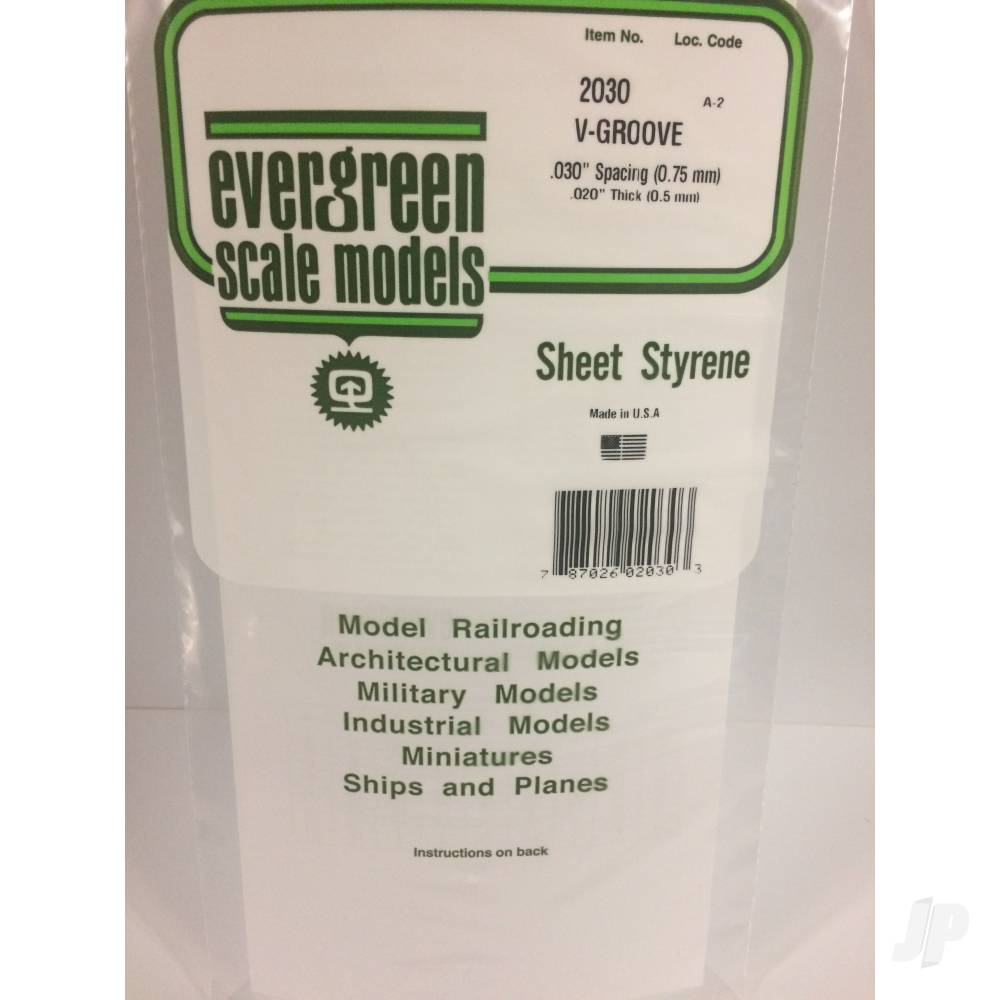 Item No. Loc. Code
2030 A-2
V-GROOVE
.030" Spacing (0.75 mm)
.020" Thick (0.5 mm)
evergreen
scale models
Sheet Styrene
Made in U.S.A
7 87026 02030 3
Model Railroading
Architectural Models
Military Models
Industrial Models
Miniatures
Ships and Planes
Instructions on back
JP